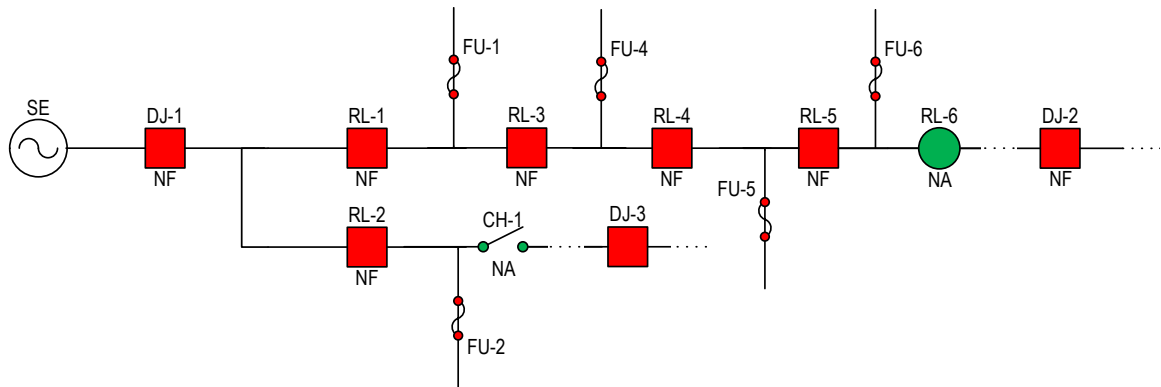 FU-1
FU-4
FU-6
SE
DJ-1
RL-1
RL-3
RL-4
RL-5
RL-6
DJ-2
NF
NF
NF
NF
NF
NA
NF
FU-5
RL-2
CH-1
DJ-3
NF
NA
FU-2